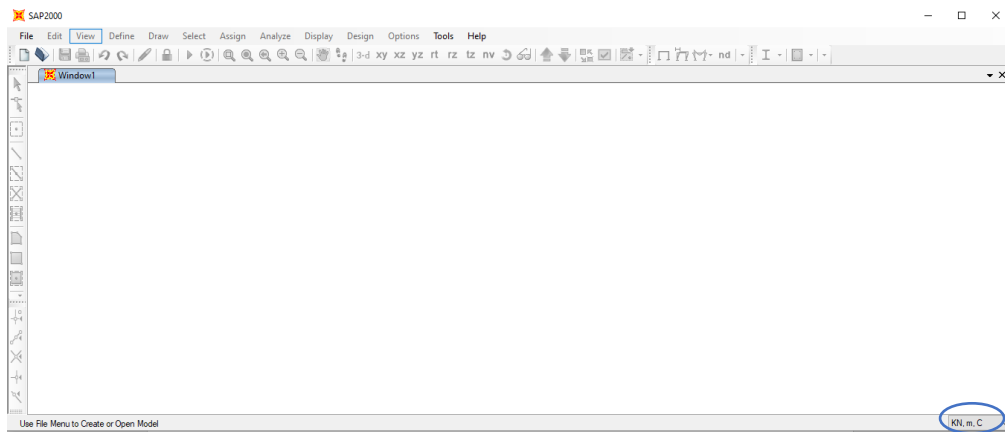 SAP2000
File Edit View Define Draw Select Assign Analyze Display Design Options Tools Help
3-d xy xz yz rt rz tz nv nd
Window1
Use File Menu to Create or Open Model KN, m, C